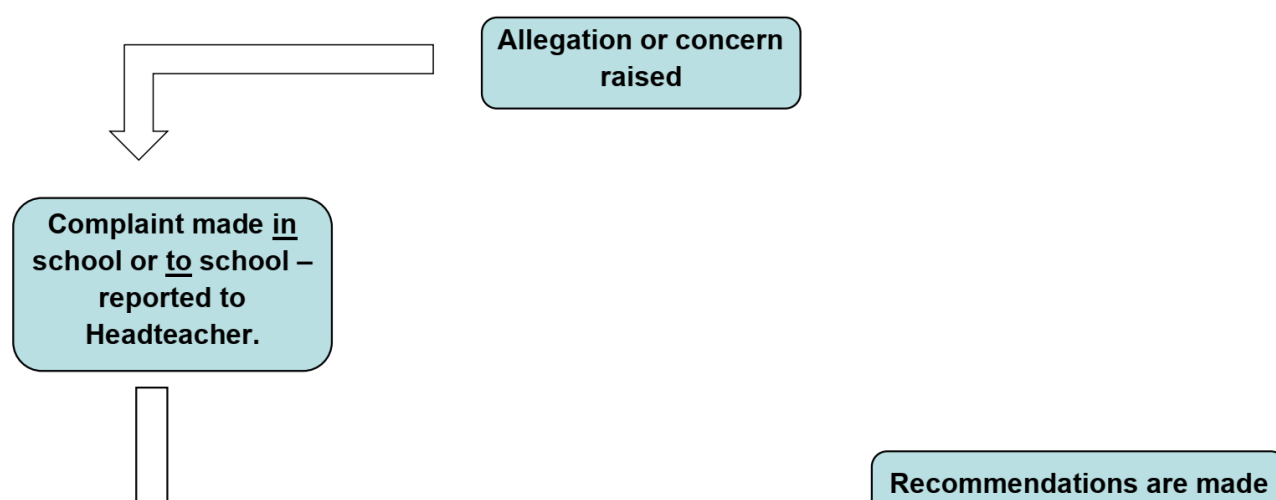 Allegation or concern
raised
Complaint made in
school or to school –
reported to
Headteacher.
Recommendations are made